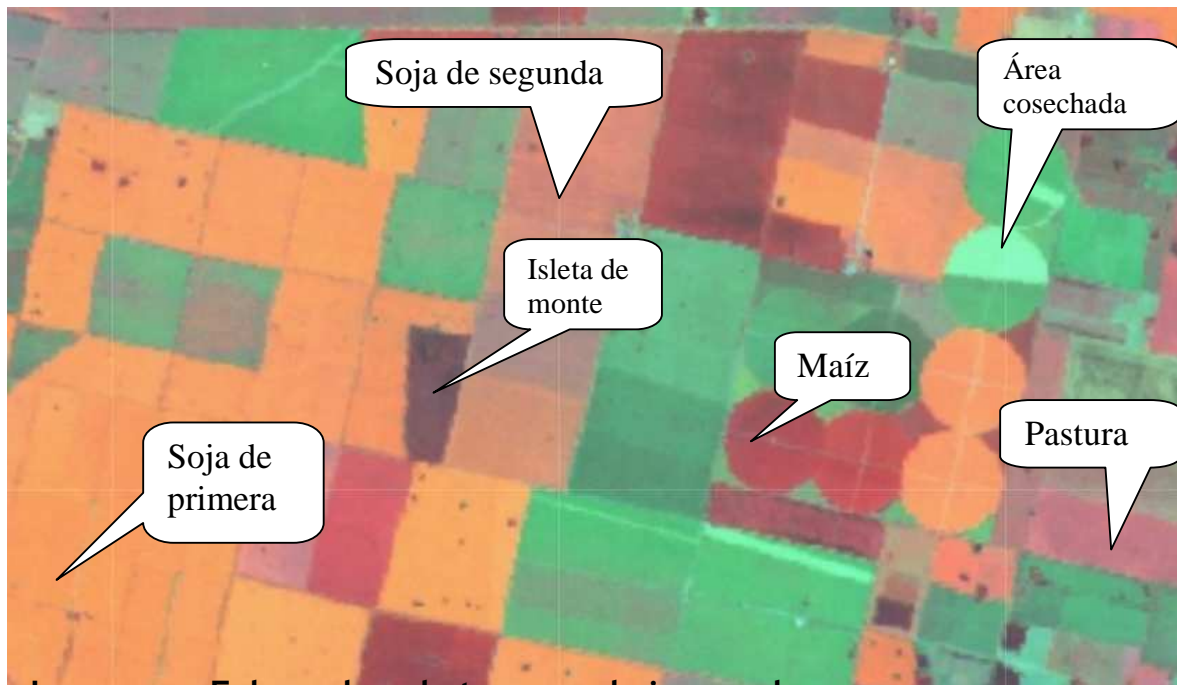 Soja de segunda
Área
cosechada
Isleta de
monte
Maíz
Pastura
Soja de
primera